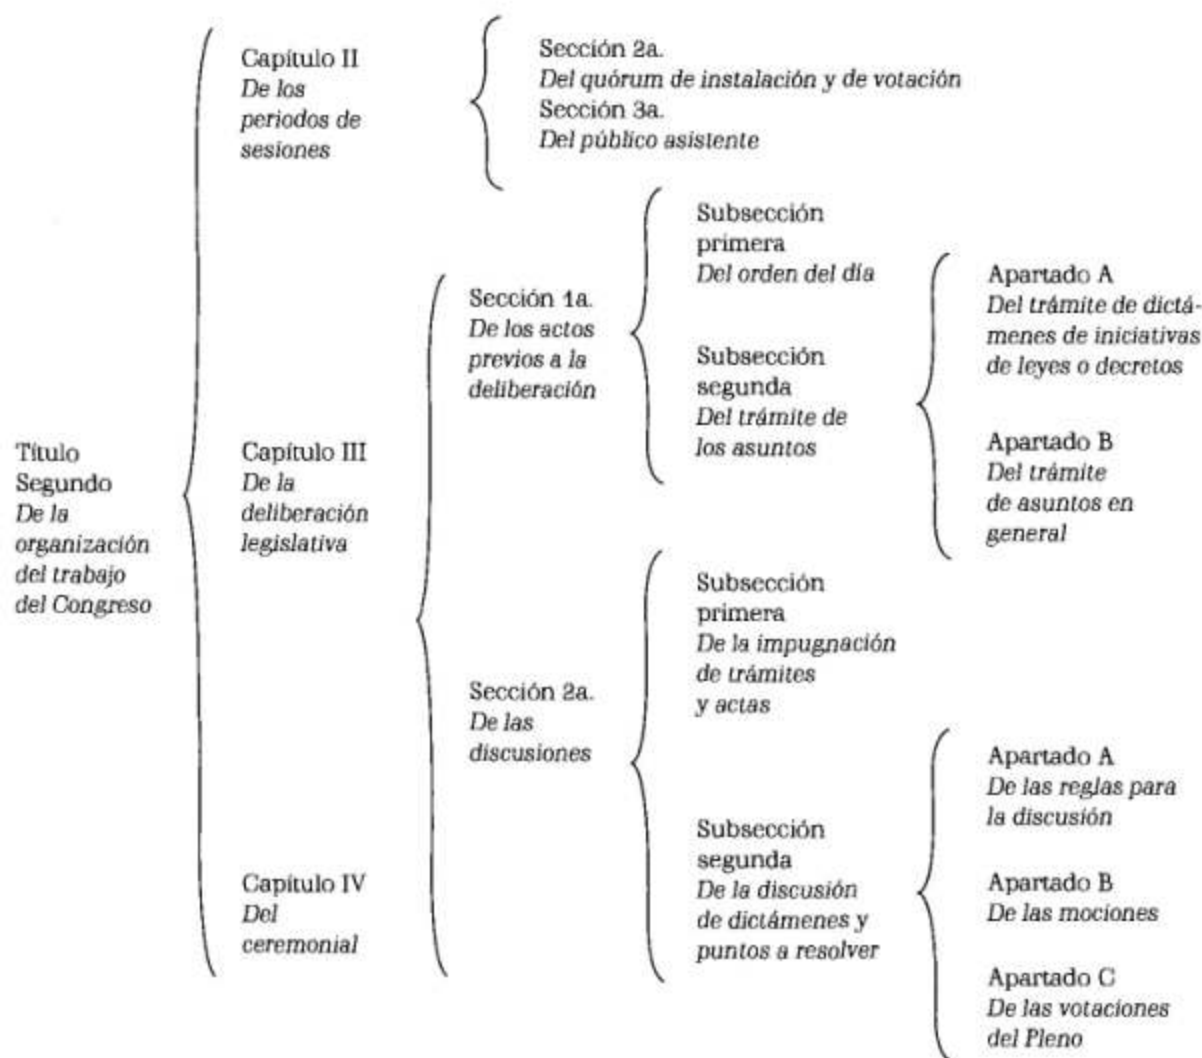 Título
Segundo
De la
organización
del trabajo
del Congreso
Capítulo II
De los
periodos de
sesiones
Sección 2a.
Del quórum de instalación y de votación
Sección 3a.
Del público asistente
Capítulo III
De la
deliberación
legislativa
Sección 1a.
De los actos
previos a la
deliberación
Subsección
primera
Del orden del día
Subsección
segunda
Del trámite de
los asuntos
Apartado A
Del trámite de dictá-
menes de iniciativas
de leyes o decretos
Apartado B
Del trámite
de asuntos en
general
Sección 2a.
De las
discusiones
Subsección
primera
De la impugnación
de trámites
y actas
Subsección
segunda
De la discusión
de dictámenes y
puntos a resolver
Apartado A
De las reglas para
la discusión
Apartado B
De las mociones
Apartado C
De las votaciones
del Pleno
Capítulo IV
Del
ceremonial